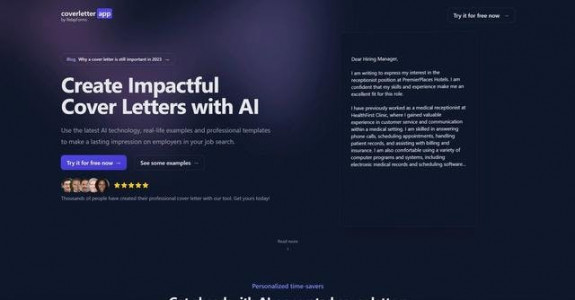 coverletter app
by RelayForms
Try it for free now →
Blog Why a cover letter is still important in 2023 →
Create Impactful
Cover Letters with AI
Use the latest AI technology, real-life examples and professional templates
to make a lasting impression on employers in your job search.
Try it for free now →
See some examples →
Thousands of people have created their professional cover letter with our tool. Get yours today!
Dear Hiring Manager,
I am writing to express my interest in the
receptionist position at PremierPlaces Hotels. I am
confident that my skills and experience make me an
excellent fit for this role.
I have previously worked as a medical receptionist at
HealthFirst Clinic, where I gained valuable
experience in customer service and communication
within a medical setting. I am skilled in answering
phone calls, scheduling appointments, handling
patient records, and assisting with billing and
insurance. I am also comfortable using a variety of
computer programs and systems, including
electronic medical records and scheduling software...
Read more
Personalized time-savers